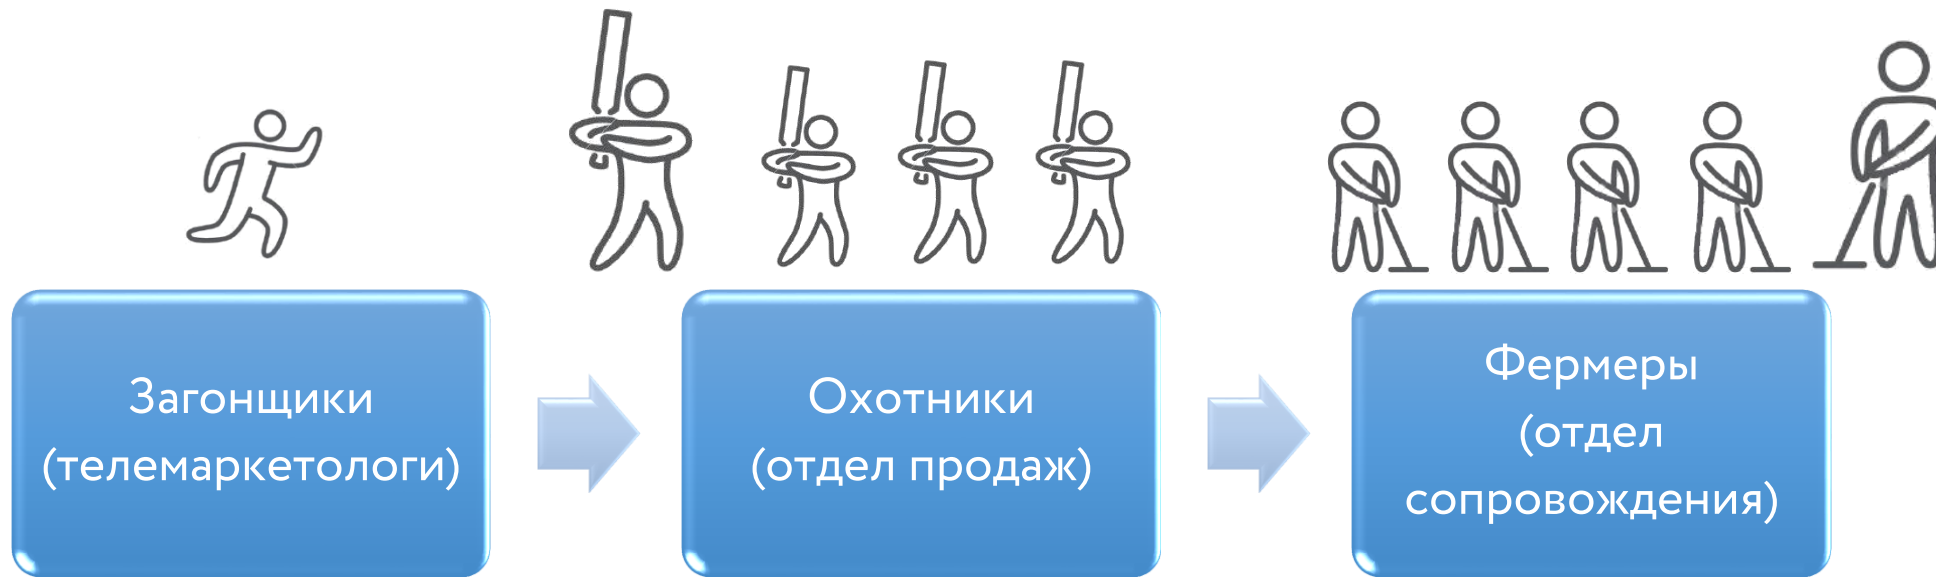 Загонщики
(телемаркетологи)
Охотники
(отдел продаж)
Фермеры
(отдел
сопровождения)